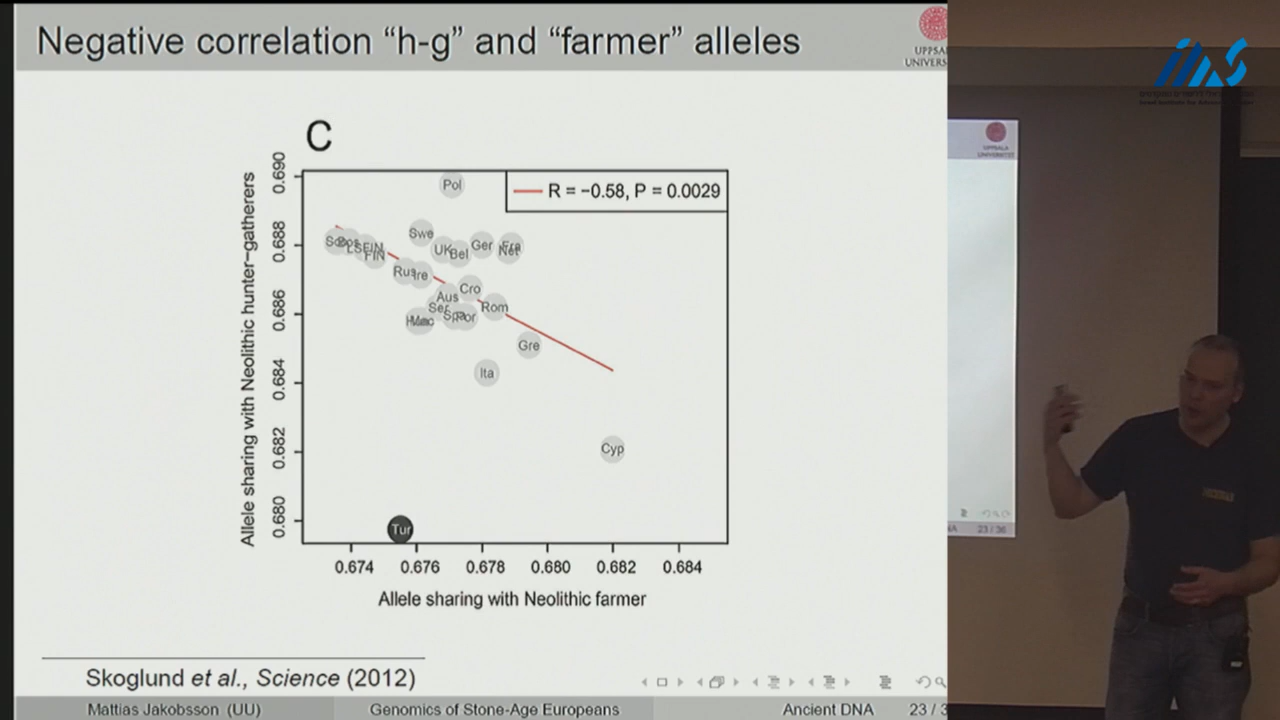 Negative correlation “h-g” and “farmer” alleles
C
R = −0.58, P = 0.0029
Allele sharing with Neolithic hunter−gatherers
0.690
0.688
0.686
0.684
0.682
0.680
Pol
Swe
UK
Bel
Ger
Fra
Net
FIN
Rus
Ire
Cro
Aus
Ser
Spa
Por
Rom
Gre
Ita
Cyp
Tur
0.674 0.676 0.678 0.680 0.682 0.684
Allele sharing with Neolithic farmer
Skoglund et al., Science (2012)
Mattias Jakobsson (UU) Genomics of Stone-Age Europeans Ancient DNA 23 /
UPPSALA
UNIVERSITET
23 / 36